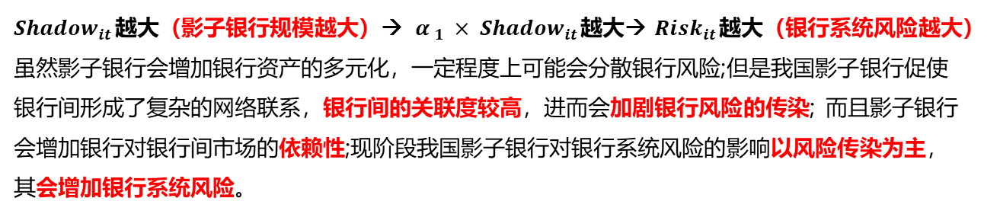 Shadow_it 越大（影子银行规模越大）→ α_1 × Shadow_it 越大→ Risk_it 越大（银行系统风险越大）
虽然影子银行会增加银行资产的多元化，一定程度上可能会分散银行风险;但是我国影子银行促使
银行间形成了复杂的网络联系，银行间的关联度较高，进而会加剧银行风险的传染; 而且影子银行
会增加银行对银行间市场的依赖性;现阶段我国影子银行对银行系统风险的影响以风险传染为主，
其会增加银行系统风险。